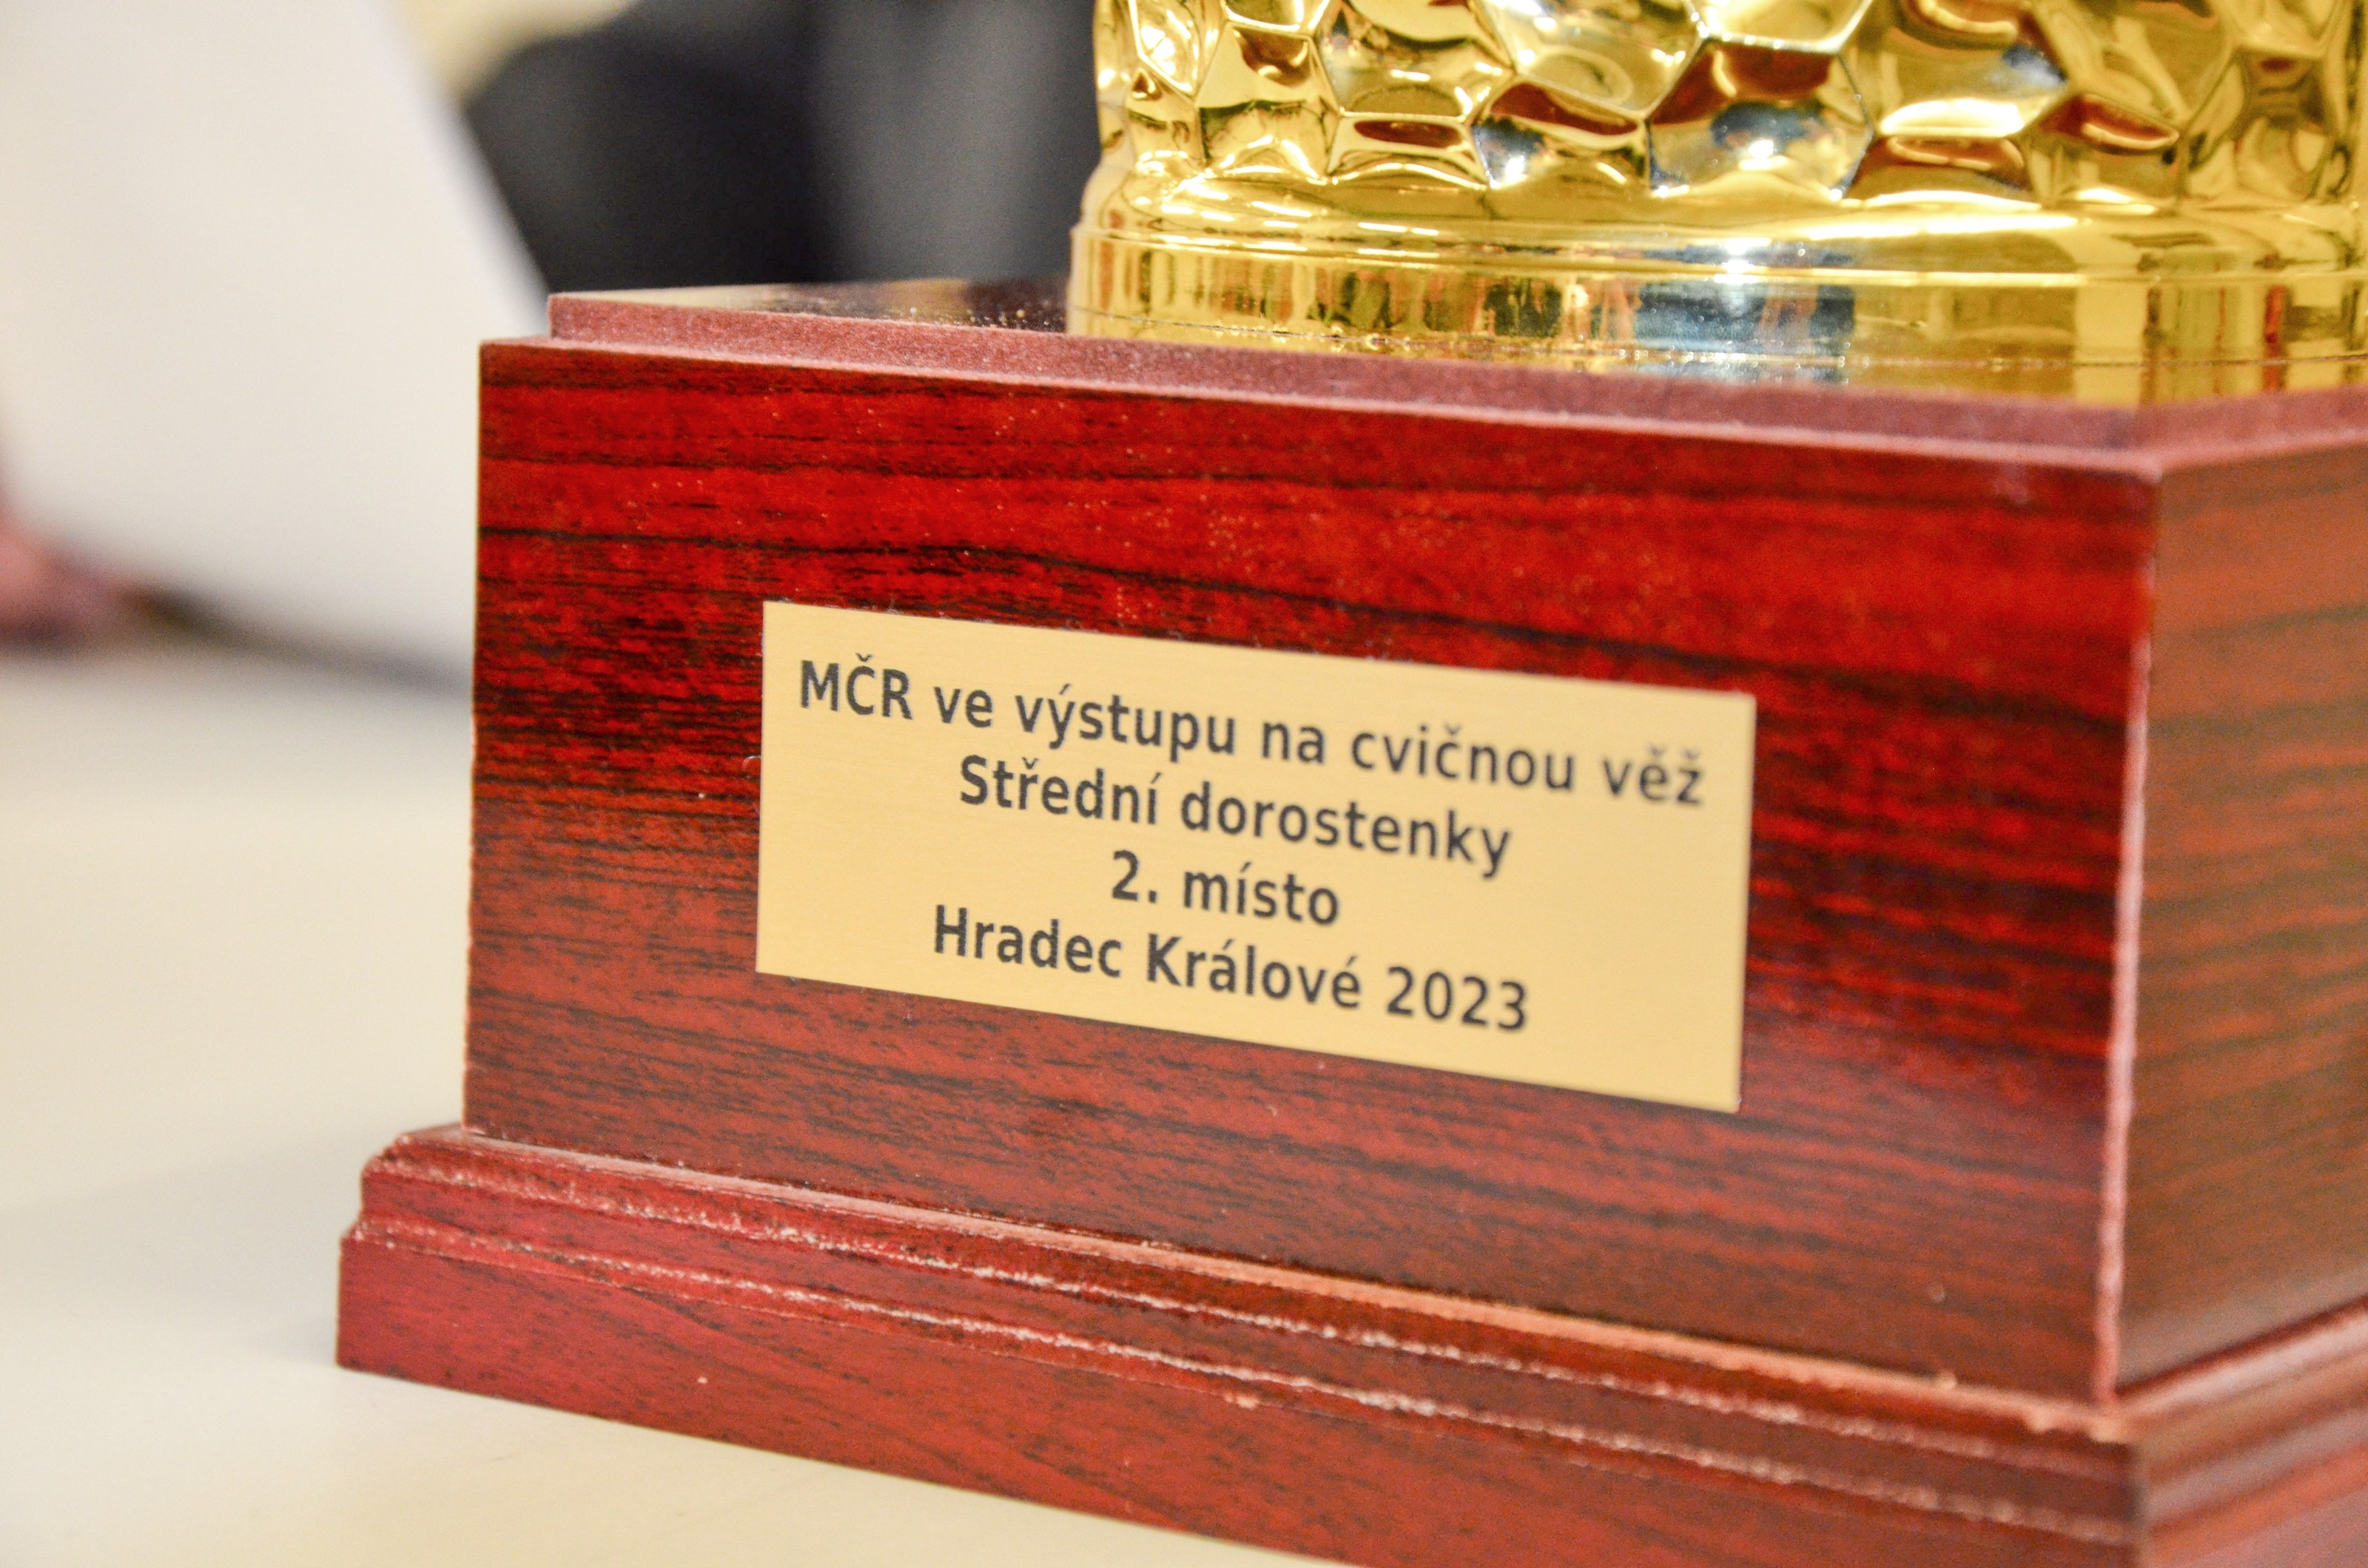 MČR ve výstupu na cvičnou věž
Střední dorostenky
2. místo
Hradec Králové 2023